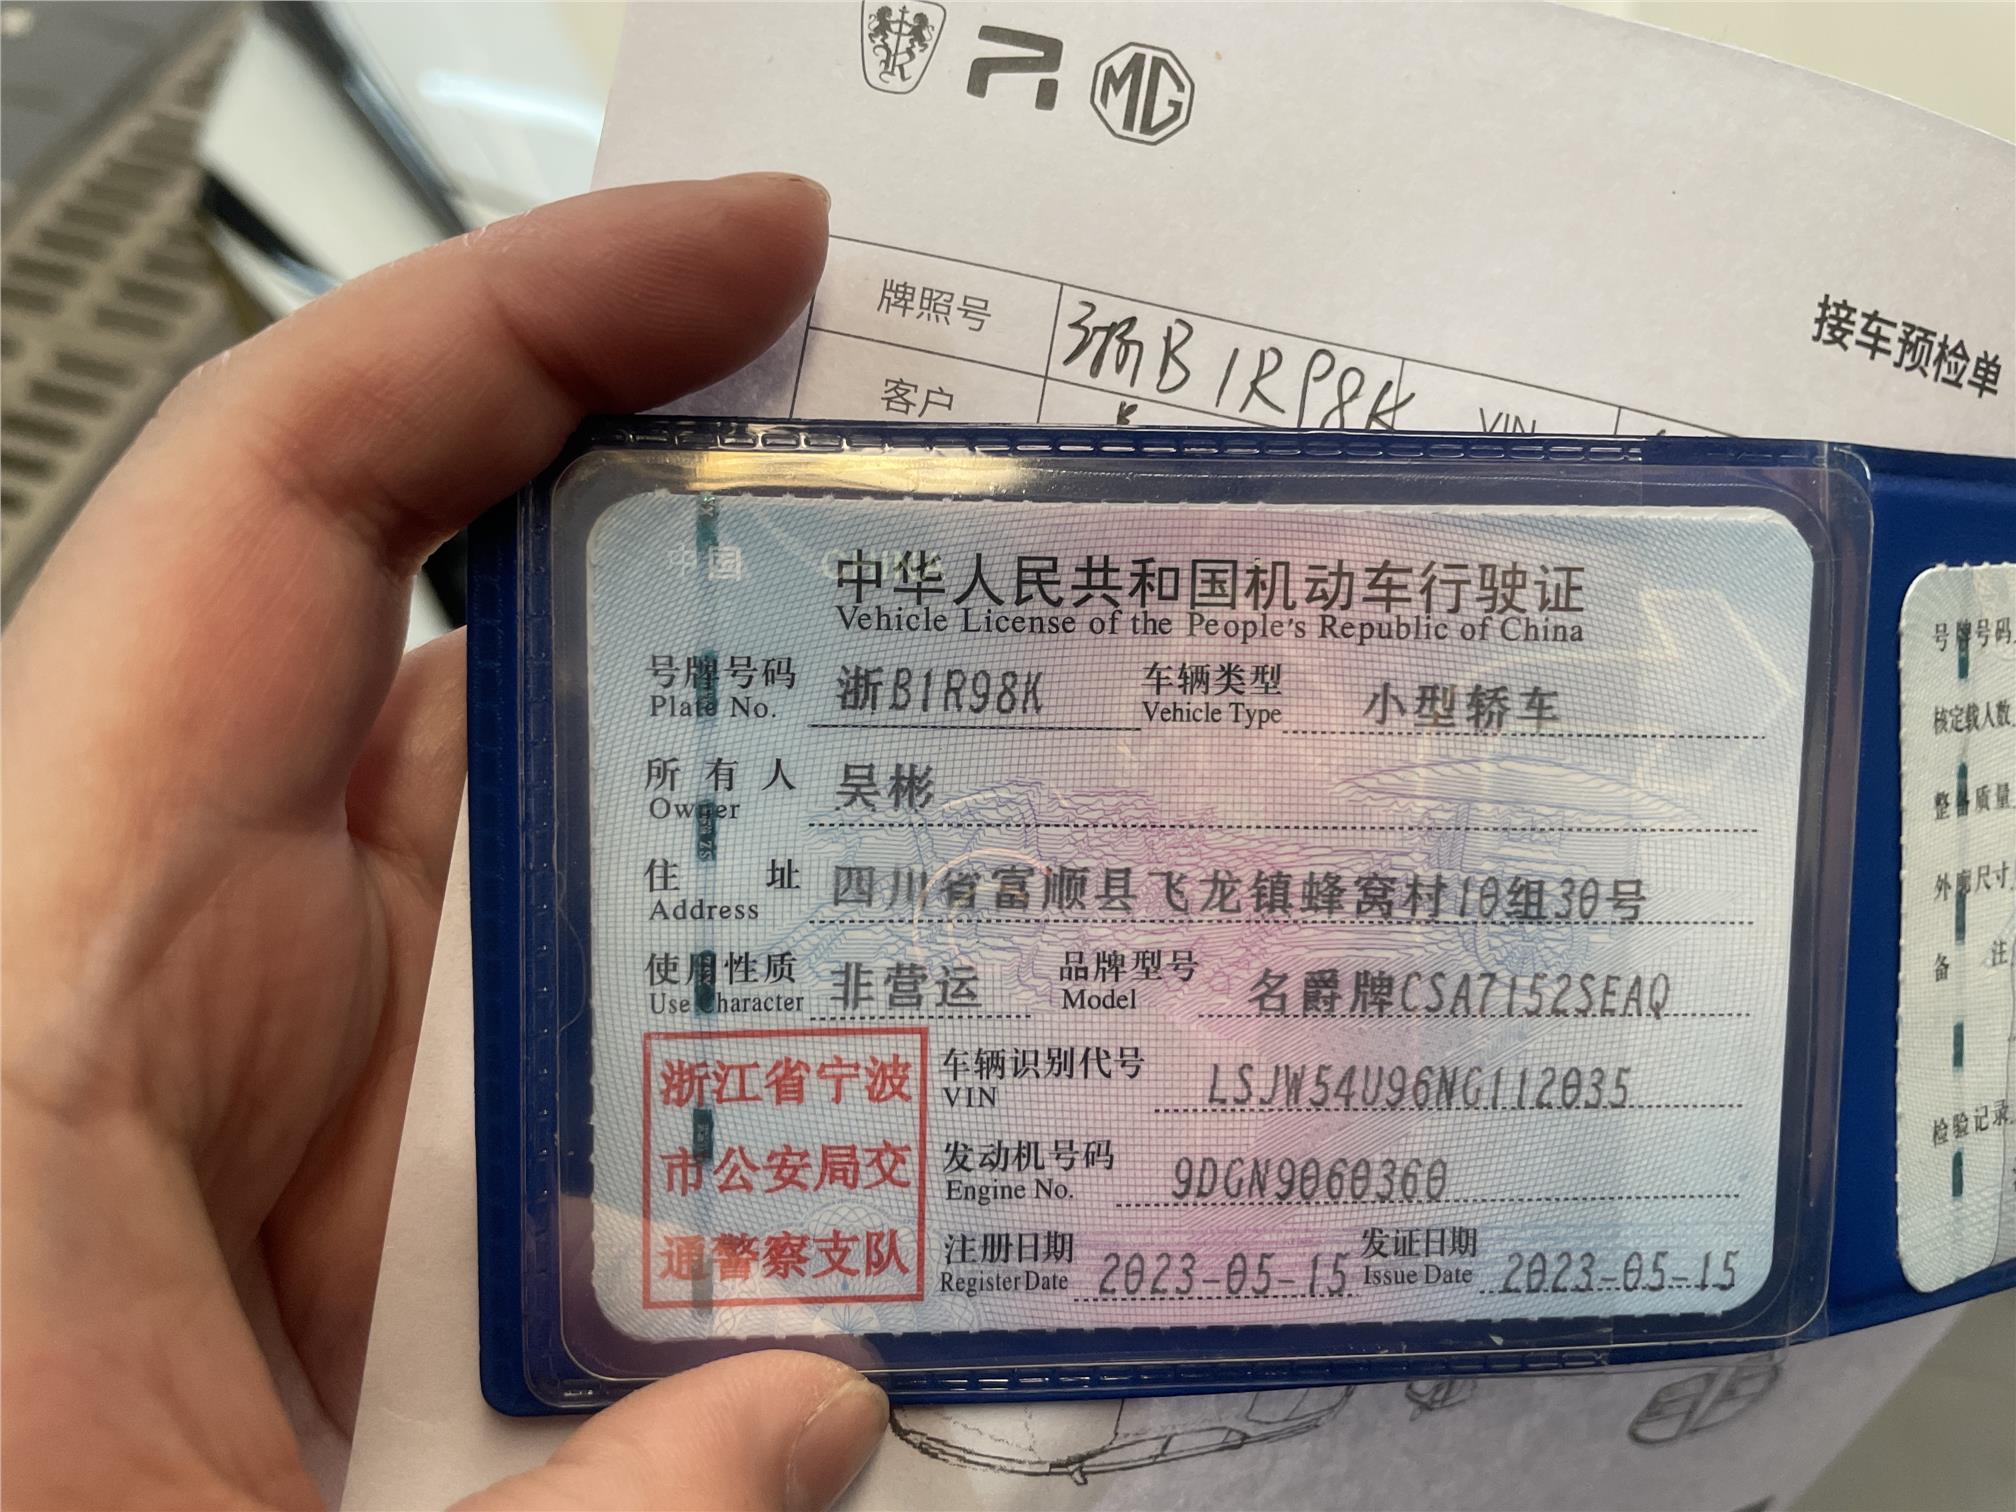 MG
接车预检单
牌照号 浙B1R98K
客户
VIN
中国
中华人民共和国机动车行驶证
Vehicle License of the People's Republic of China
号牌号码 浙B1R98K 车辆类型 小型轿车
Plate No. Vehicle Type
所有人 吴彬
Owner
住址 四川省富顺县飞龙镇蜂窝村10组30号
Address
使用性质 非营运 品牌型号 名爵牌CSA7152SEAQ
Use Character Model
浙江省宁波
市公安局交
通警察支队
车辆识别代号 LSJW54U96NG112035
VIN
发动机号码 9DGN9060360
Engine No.
注册日期 2023-05-15 发证日期 2023-05-15
Register Date Issue Date
号牌号码
核定载人数
整备质量
外廓尺寸
备注
检验记录